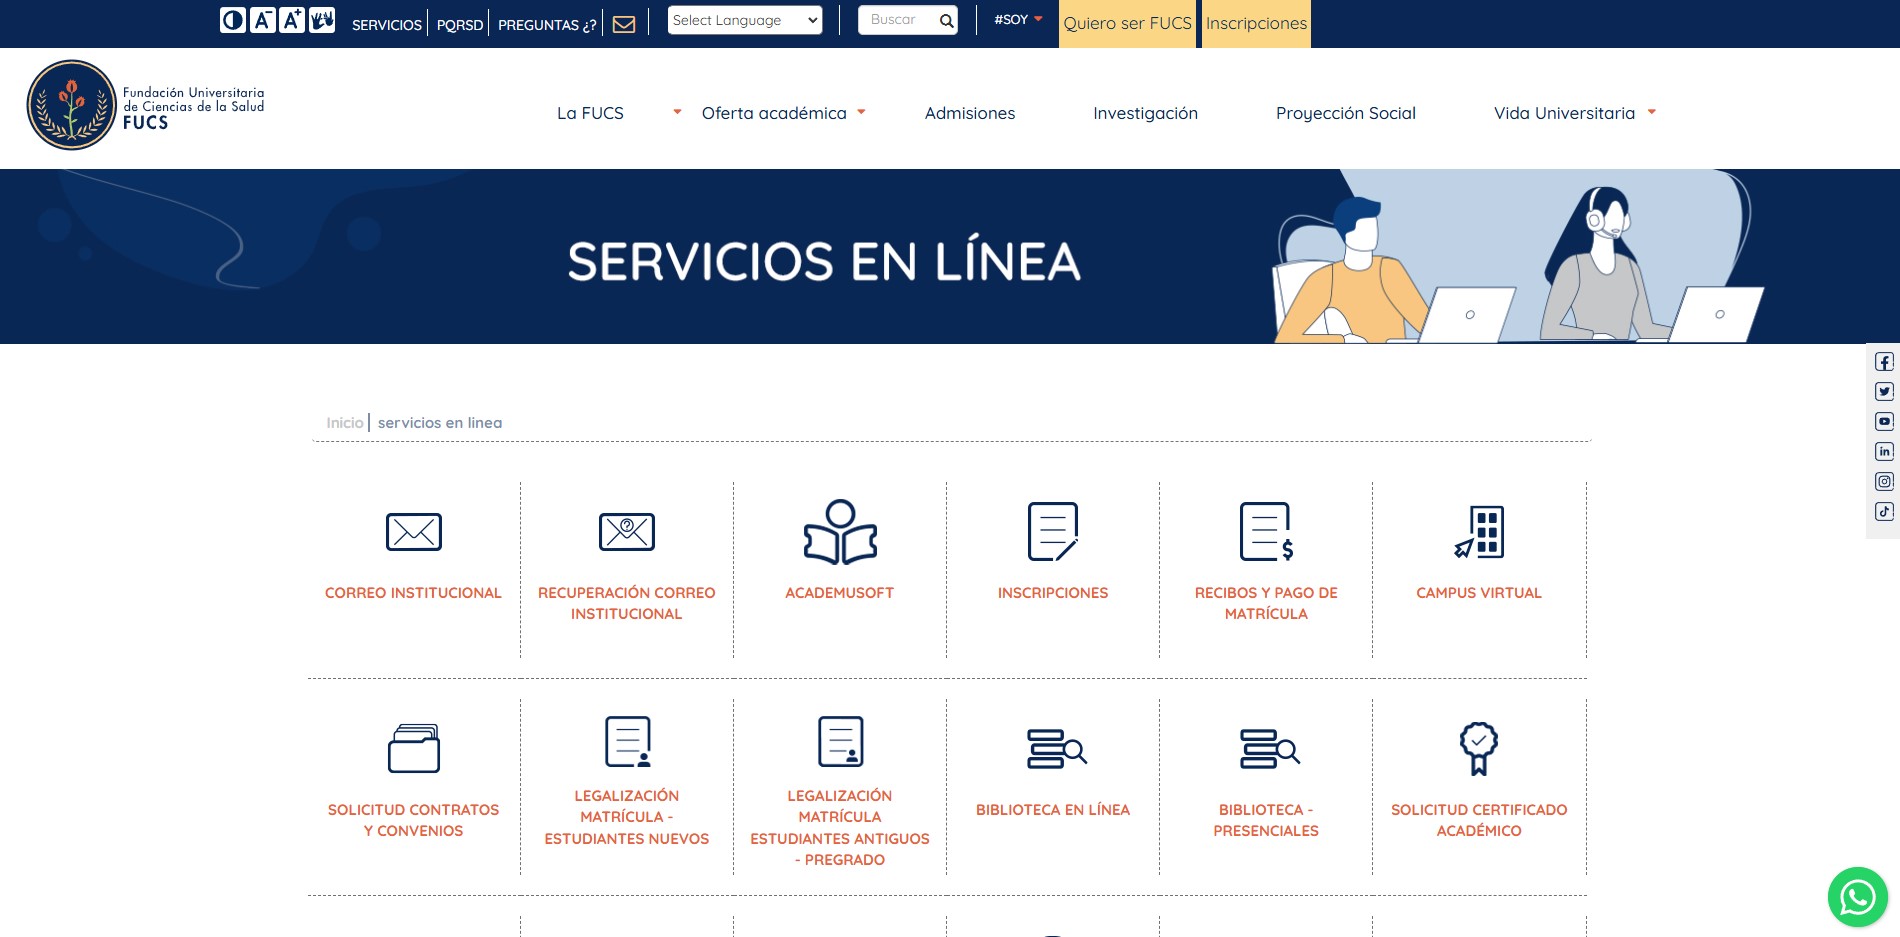 A- A+ SERVICIOS PQRSD PREGUNTAS ¿? Select Language Buscar #SOY Quiero ser FUCS Inscripciones
Fundación Universitaria
de Ciencias de la Salud
FUCS
La FUCS Oferta académica Admisiones Investigación Proyección Social Vida Universitaria
SERVICIOS EN LÍNEA
Inicio servicios en linea
CORREO INSTITUCIONAL
RECUPERACIÓN CORREO
INSTITUCIONAL
ACADEMUSOFT
INSCRIPCIONES
RECIBOS Y PAGO DE
MATRÍCULA
CAMPUS VIRTUAL
SOLICITUD CONTRATOS
Y CONVENIOS
LEGALIZACIÓN
MATRÍCULA -
ESTUDIANTES NUEVOS
LEGALIZACIÓN
MATRÍCULA
ESTUDIANTES ANTIGUOS
- PREGRADO
BIBLIOTECA EN LÍNEA
BIBLIOTECA -
PRESENCIALES
SOLICITUD CERTIFICADO
ACADÉMICO